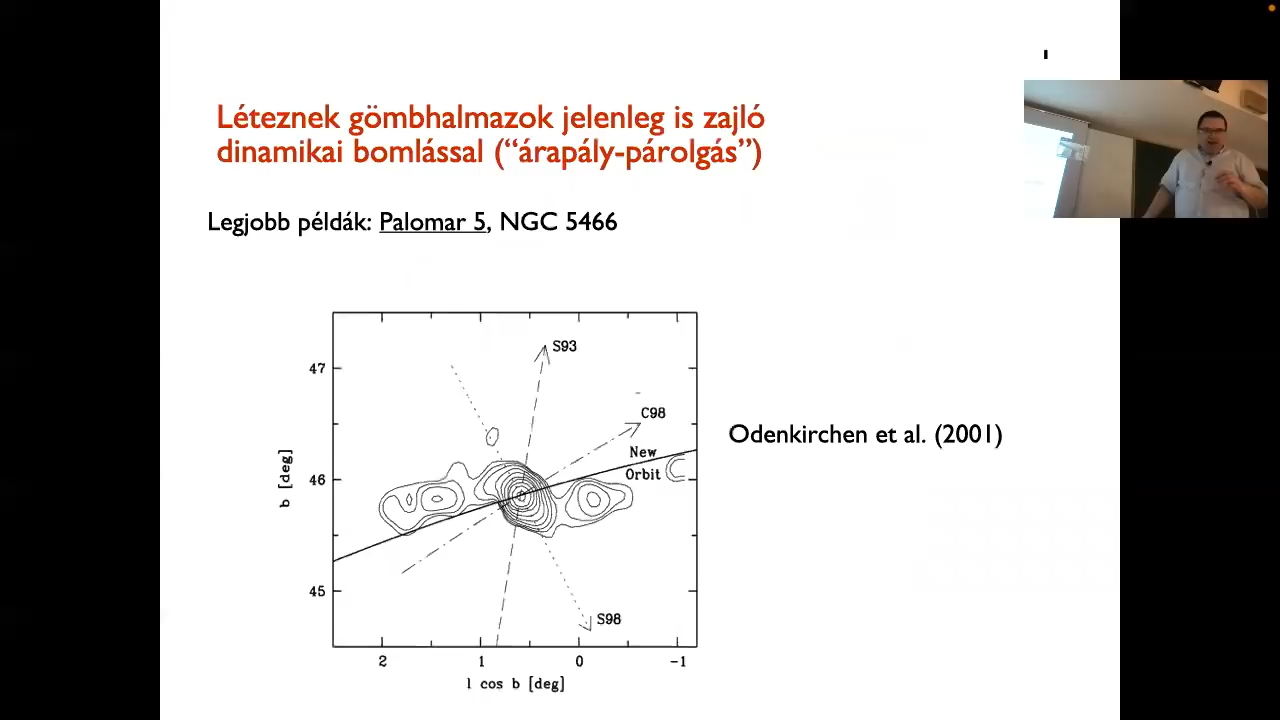 Léteznek gömbhalmazok jelenleg is zajló
dinamikai bomlással (“árapály-párolgás”)
Legjobb példák: Palomar 5, NGC 5466
S93
47
C98
Odenkirchen et al. (2001)
New
Orbit
46
b [deg]
45
S98
2 1 0 -1
l cos b [deg]